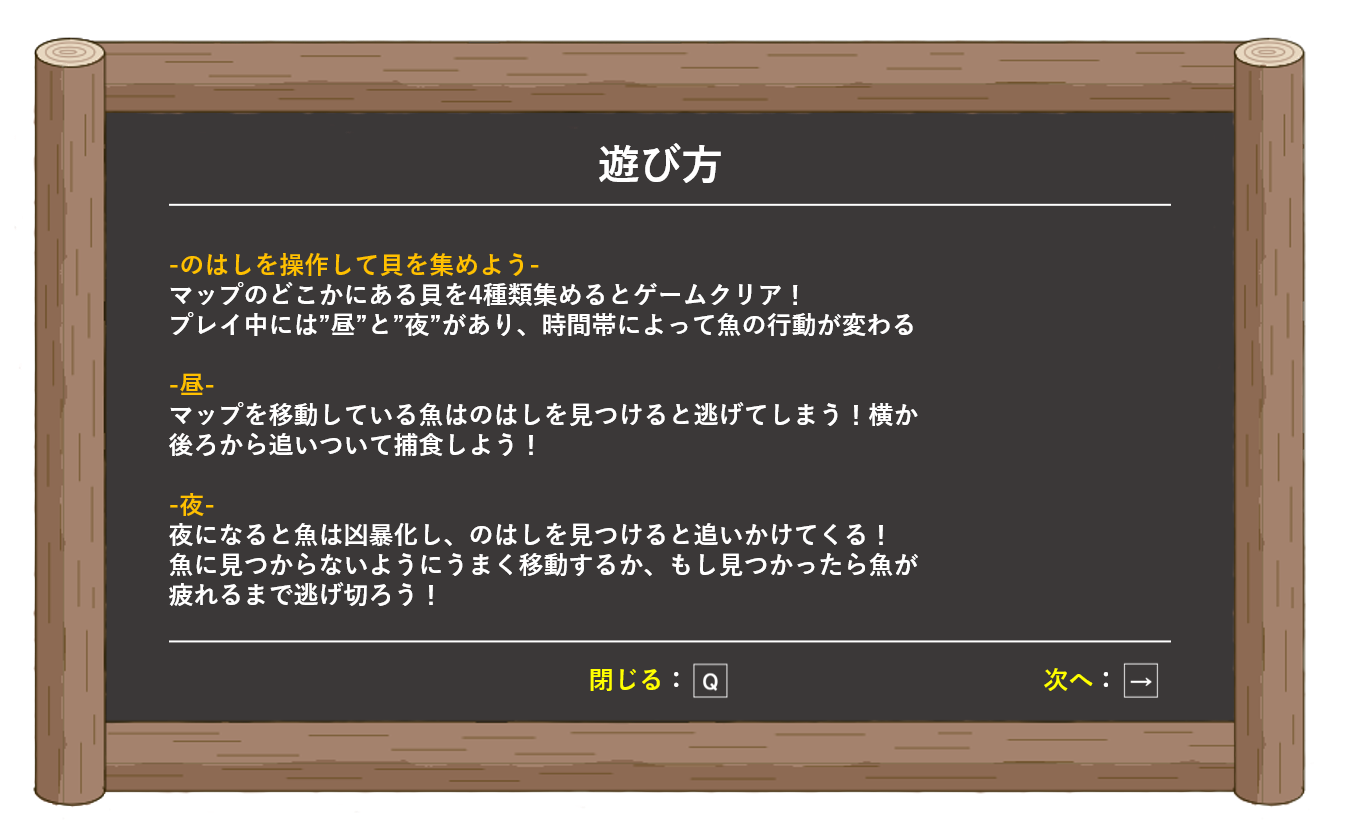 遊び方
-のはしを操作して貝を集めよう-
マップのどこかにある貝を4種類集めるとゲームクリア！
プレイ中には”昼”と”夜”があり、時間帯によって魚の行動が変わる
-昼-
マップを移動している魚はのはしを見つけると逃げてしまう！横か
後ろから追いついて捕食しよう！
-夜-
夜になると魚は凶暴化し、のはしを見つけると追いかけてくる！
魚に見つからないようにうまく移動するか、もし見つかったら魚が
疲れるまで逃げ切ろう！
閉じる：Q
次へ：→